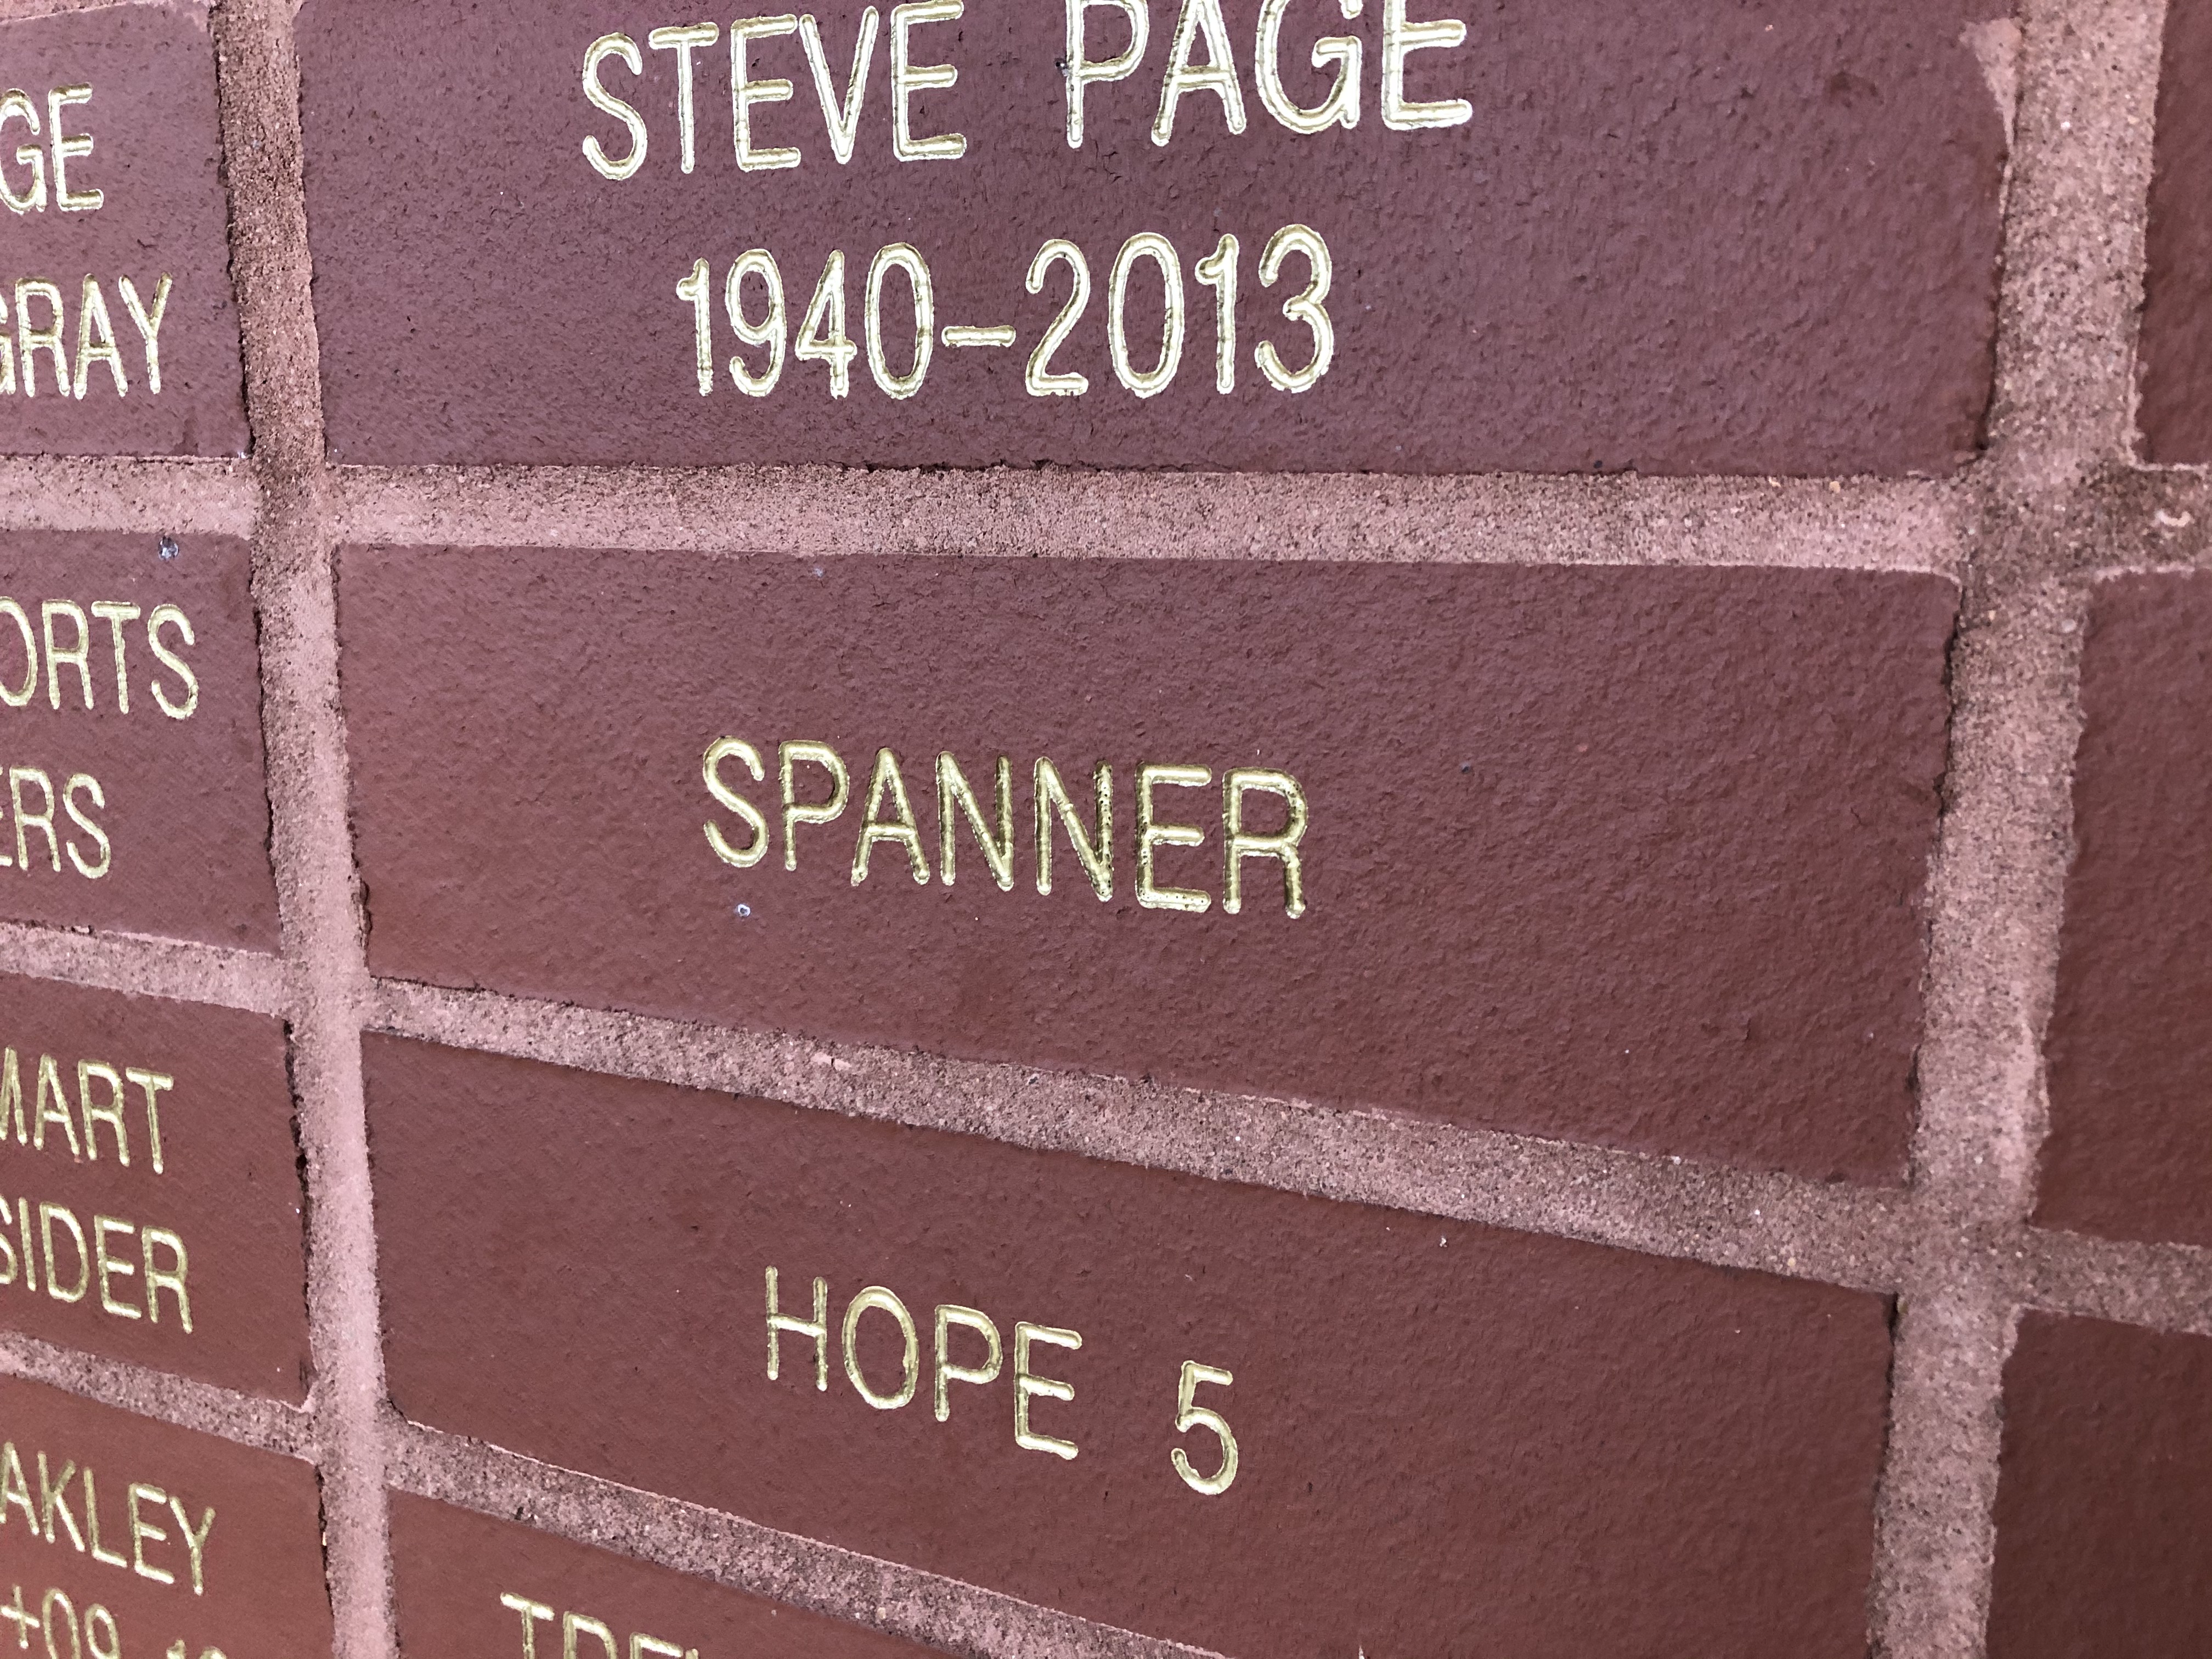 STEVE PAGE
1940-2013
SPANNER
HOPE 5
GE
GRAY
ORTS
ERS
MART
SIDER
AKLEY